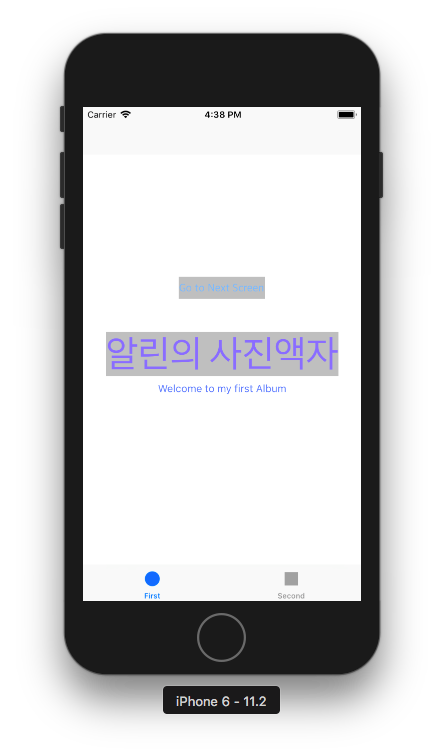 Carrier
4:38 PM
Go to Next Screen
알린의 사진액자
Welcome to my first Album
First
Second
iPhone 6 - 11.2